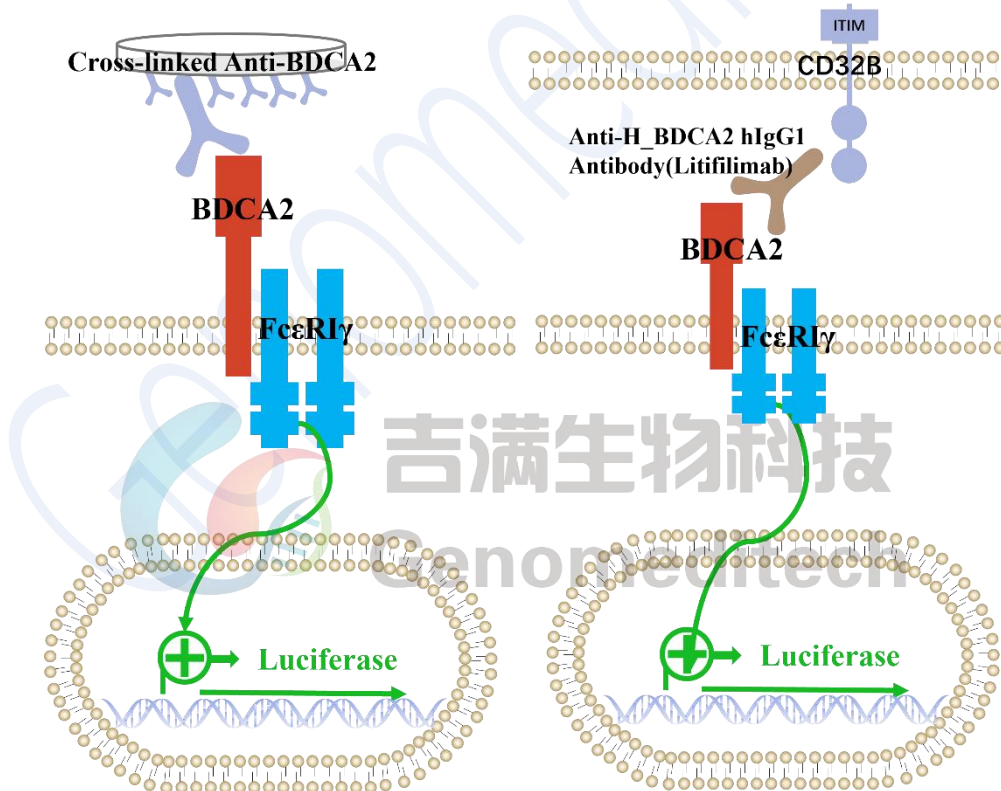 Cross-linked Anti-BDCA2
BDCA2
FcεRIγ
Luciferase
ITIM
CD32B
Anti-H_BDCA2 hIgG1
Antibody(Litifilimab)
BDCA2
FcεRIγ
Luciferase
吉满生物科技
Genomeditech